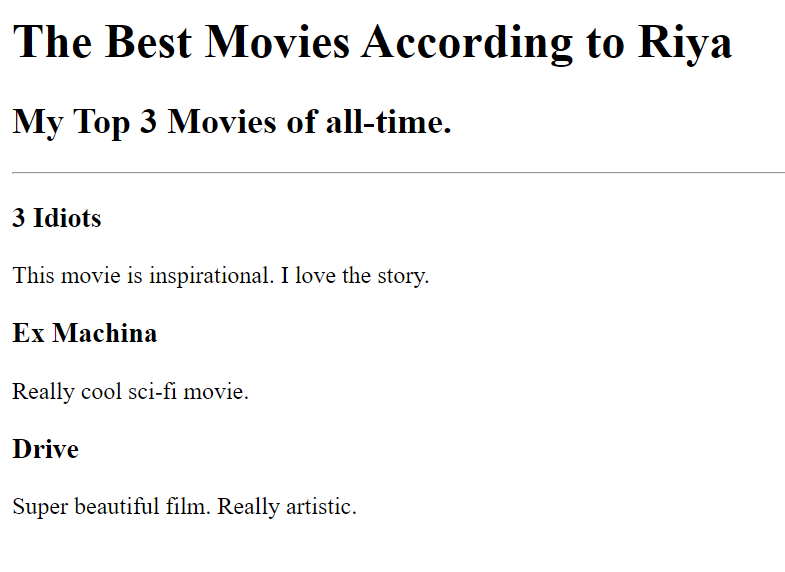 The Best Movies According to Riya
My Top 3 Movies of all-time.
3 Idiots
This movie is inspirational. I love the story.
Ex Machina
Really cool sci-fi movie.
Drive
Super beautiful film. Really artistic.